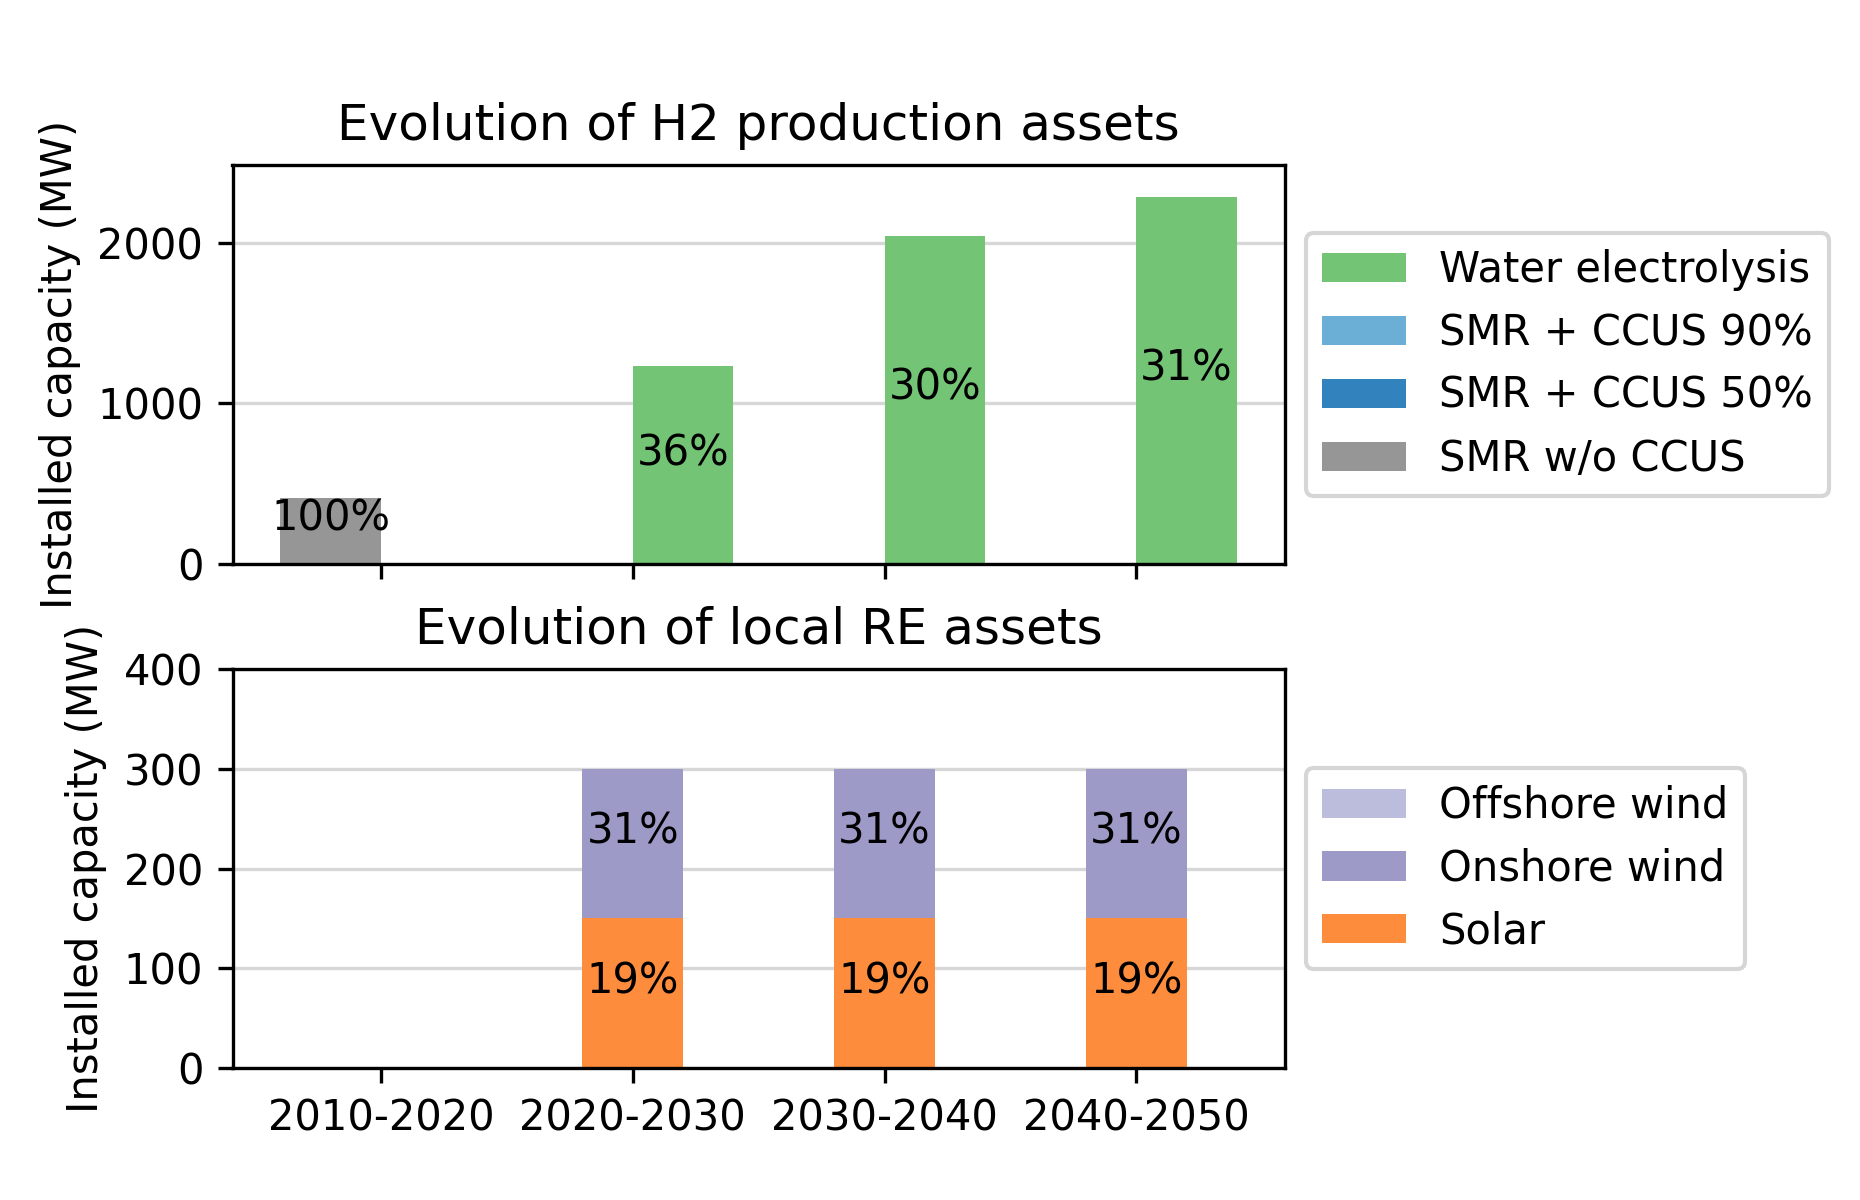 Evolution of H2 production assets
Installed capacity (MW)
2000
1000
0
100%
36%
30%
31%
Water electrolysis
SMR + CCUS 90%
SMR + CCUS 50%
SMR w/o CCUS
Evolution of local RE assets
Installed capacity (MW)
400
300
200
100
0
31%
31%
31%
19%
19%
19%
2010-2020
2020-2030
2030-2040
2040-2050
Offshore wind
Onshore wind
Solar